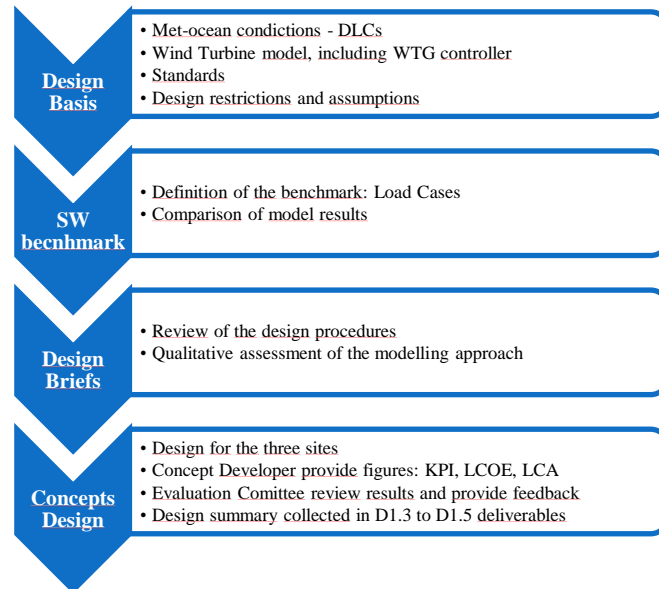 Design
Basis
• Met-ocean condictions - DLCs
• Wind Turbine model, including WTG controller
• Standards
• Design restrictions and assumptions
SW
becnhmark
• Definition of the benchmark: Load Cases
• Comparison of model results
Design
Briefs
• Review of the design procedures
• Qualitative assessment of the modelling approach
Concepts
Design
• Design for the three sites
• Concept Developer provide figures: KPI, LCOE, LCA
• Evaluation Comittee review results and provide feedback
• Design summary collected in D1.3 to D1.5 deliverables